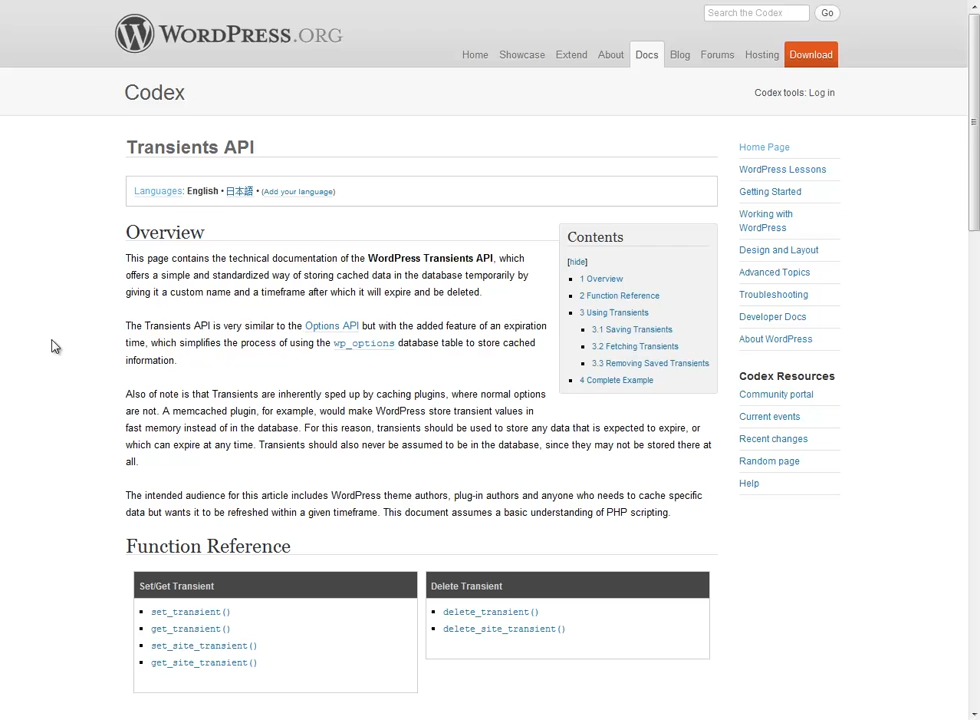 Search the Codex
Go
WORDPRESS.ORG
Home Showcase Extend About Docs Blog Forums Hosting Download
Codex
Codex tools: Log in
Transients API
Languages: English • 日本語 • (Add your language)
Overview
This page contains the technical documentation of the WordPress Transients API, which
offers a simple and standardized way of storing cached data in the database temporarily by
giving it a custom name and a timeframe after which it will expire and be deleted.
The Transients API is very similar to the Options API but with the added feature of an expiration
time, which simplifies the process of using the wp_options database table to store cached
information.
Also of note is that Transients are inherently sped up by caching plugins, where normal options
are not. A memcached plugin, for example, would make WordPress store transient values in
fast memory instead of in the database. For this reason, transients should be used to store any data that is expected to expire, or
which can expire at any time. Transients should also never be assumed to be in the database, since they may not be stored there at
all.
The intended audience for this article includes WordPress theme authors, plug-in authors and anyone who needs to cache specific
data but wants it to be refreshed within a given timeframe. This document assumes a basic understanding of PHP scripting.
Contents
[hide]
1 Overview
2 Function Reference
3 Using Transients
3.1 Saving Transients
3.2 Fetching Transients
3.3 Removing Saved Transients
4 Complete Example
Function Reference
Set/Get Transient
set_transient()
get_transient()
set_site_transient()
get_site_transient()
Delete Transient
delete_transient()
delete_site_transient()
Home Page
WordPress Lessons
Getting Started
Working with
WordPress
Design and Layout
Advanced Topics
Troubleshooting
Developer Docs
About WordPress
Codex Resources
Community portal
Current events
Recent changes
Random page
Help